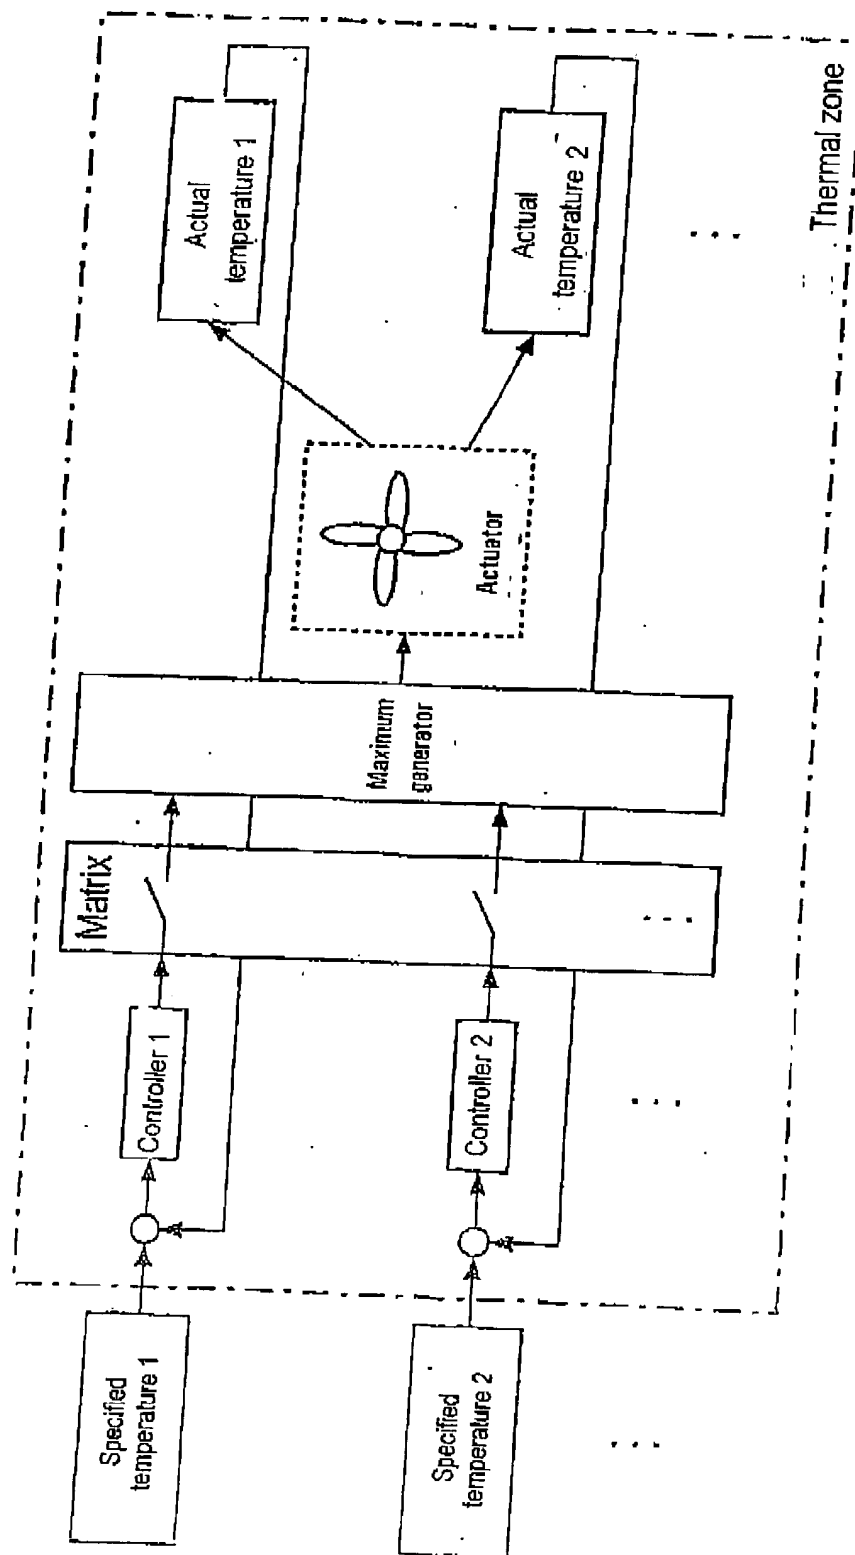 Specified
temperature 1
Controller 1
Matrix
Maximum
generator
Actuator
Actual
temperature 1
Specified
temperature 2
Controller 2
Actual
temperature 2
. . .
. . .
. . .
. . .
Thermal zone